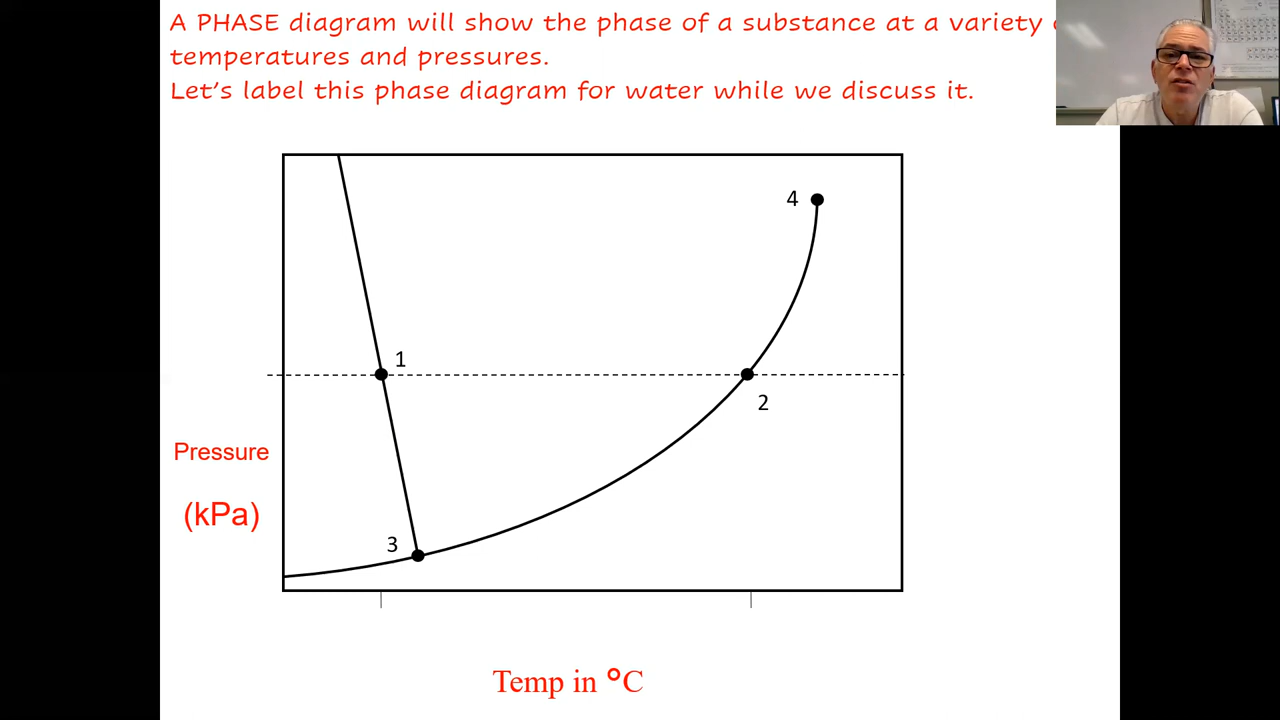 A PHASE diagram will show the phase of a substance at a variety
temperatures and pressures.
Let's label this phase diagram for water while we discuss it.
4
1
2
Pressure
(kPa)
3
Temp in °C